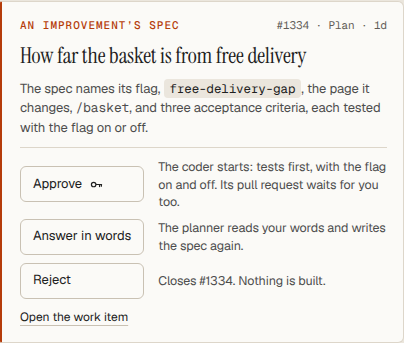 AN IMPROVEMENT'S SPEC
#1334 · Plan · 1d
How far the basket is from free delivery
The spec names its flag, free-delivery-gap, the page it
changes, /basket, and three acceptance criteria, each tested
with the flag on or off.
Approve
The coder starts: tests first, with the flag
on and off. Its pull request waits for you
too.
Answer in words
The planner reads your words and writes
the spec again.
Reject
Closes #1334. Nothing is built.
Open the work item